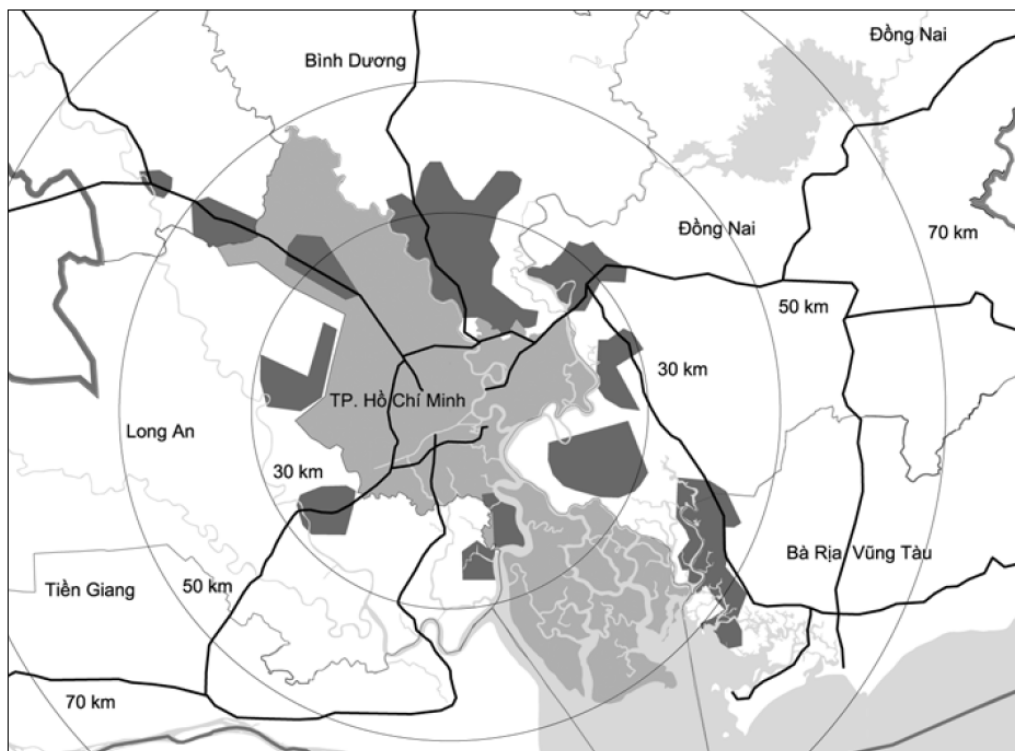 Đồng Nai
Bình Dương
Đồng Nai
70 km
50 km
30 km
TP. Hồ Chí Minh
Long An
30 km
Bà Rịa Vũng Tàu
Tiền Giang
50 km
70 km